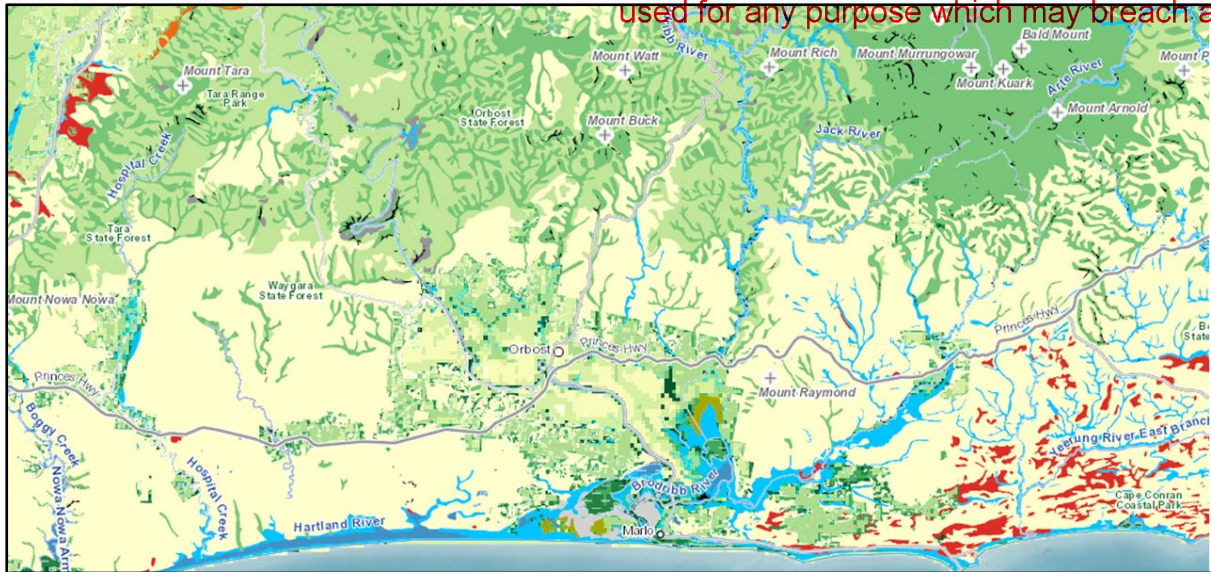 used for any purpose which may breach a
Bald Mount
Mount Watt
Mount Rich
Mount Murrungowar
Mount Tara
Mount Kuark
Arte River
Tara Range
Park
Mount Arnold
Orbost
State Forest
Mount Buck
Jack River
Hospital Creek
Tara
State Forest
Waygara
State Forest
Mount Nowa Nowa
Princes Hwy
Orbost
Princes Hwy
Princes Hwy
Mount Raymond
Boggy Creek
Nowa Nowa Arm
Hospital Creek
Yeerung River East Branch
Brodribb River
Cape Conran
Coastal Park
Hartland River
Marlo